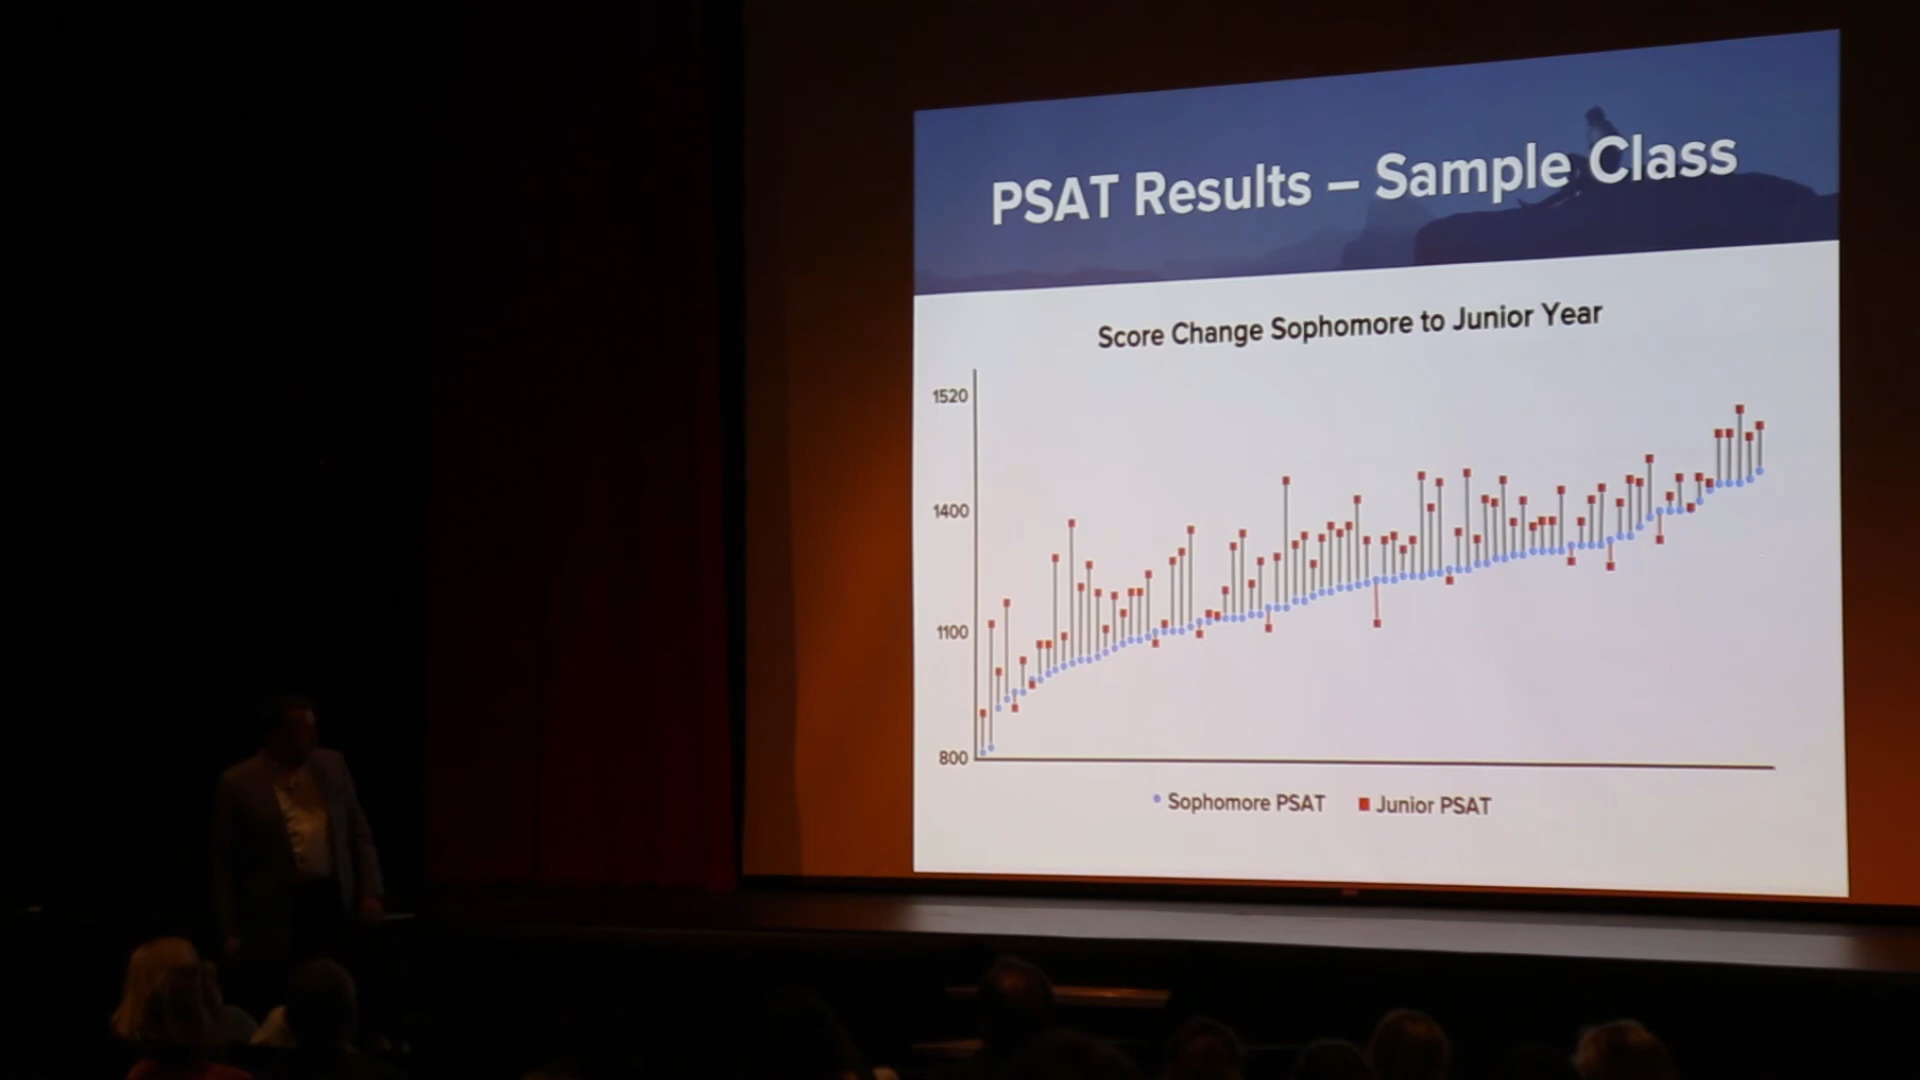 PSAT Results – Sample Class
Score Change Sophomore to Junior Year
1520
1400
1100
800
Sophomore PSAT
Junior PSAT